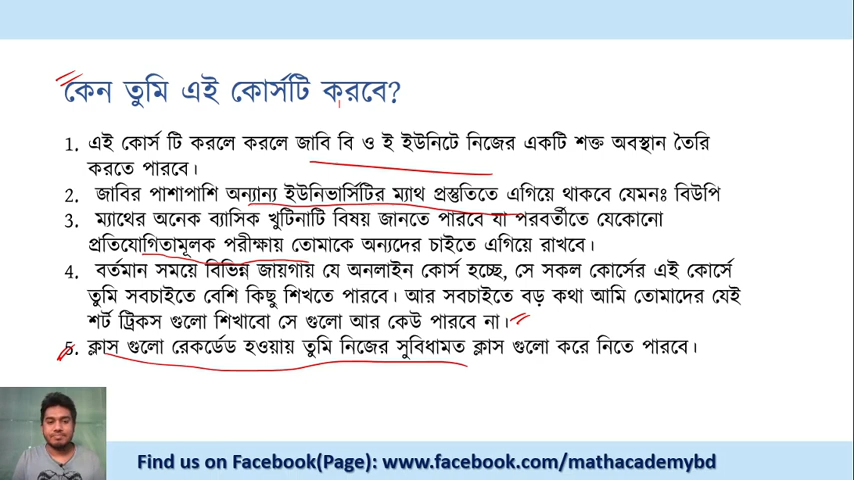 কেন তুমি এই কোর্সটি করবে?
1. এই কোর্স টি করলে করলে জাবি বি ও ই ইউনিটে নিজের একটি শক্ত অবস্থান তৈরি
করতে পারবে।
2. জাবির পাশাপাশি অন্যান্য ইউনিভার্সিটির ম্যাথ প্রস্তুতিতে এগিয়ে থাকবে যেমনঃ বিউপি
3. ম্যাথের অনেক ব্যাসিক খুটিনাটি বিষয় জানতে পারবে যা পরবর্তীতে যেকোনো
প্রতিযোগিতামূলক পরীক্ষায় তোমাকে অন্যদের চাইতে এগিয়ে রাখবে।
4. বর্তমান সময়ে বিভিন্ন জায়গায় যে অনলাইন কোর্স হচ্ছে, সে সকল কোর্সের এই কোর্সে
তুমি সবচাইতে বেশি কিছু শিখতে পারবে। আর সবচাইতে বড় কথা আমি তোমাদের যেই
শর্ট ট্রিকস গুলো শিখাবো সে গুলো আর কেউ পারবে না।
5. ক্লাস গুলো রেকর্ডেড হওয়ায় তুমি নিজের সুবিধামত ক্লাস গুলো করে নিতে পারবে।
Find us on Facebook(Page): www.facebook.com/mathacademybd